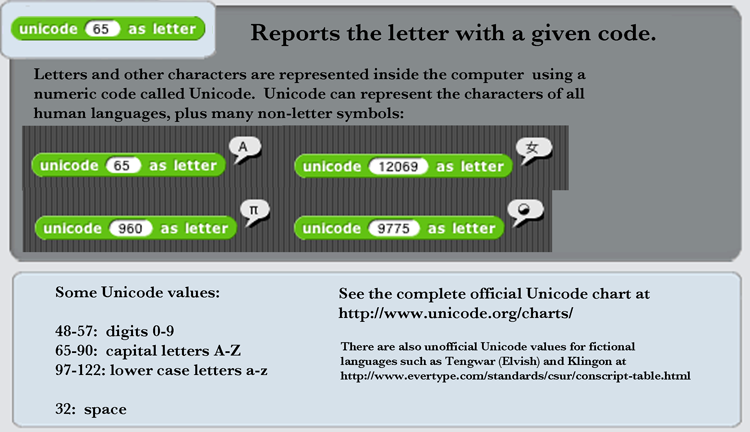 unicode 65 as letter
Reports the letter with a given code.
Letters and other characters are represented inside the computer using a
numeric code called Unicode. Unicode can represent the characters of all
human languages, plus many non-letter symbols:
unicode 65 as letter A
unicode 12069 as letter 女
unicode 960 as letter π
unicode 9775 as letter ☯
Some Unicode values:
48-57: digits 0-9
65-90: capital letters A-Z
97-122: lower case letters a-z
32: space
See the complete official Unicode chart at
http://www.unicode.org/charts/
There are also unofficial Unicode values for fictional
languages such as Tengwar (Elvish) and Klingon at
http://www.evertype.com/standards/csur/conscript-table.html